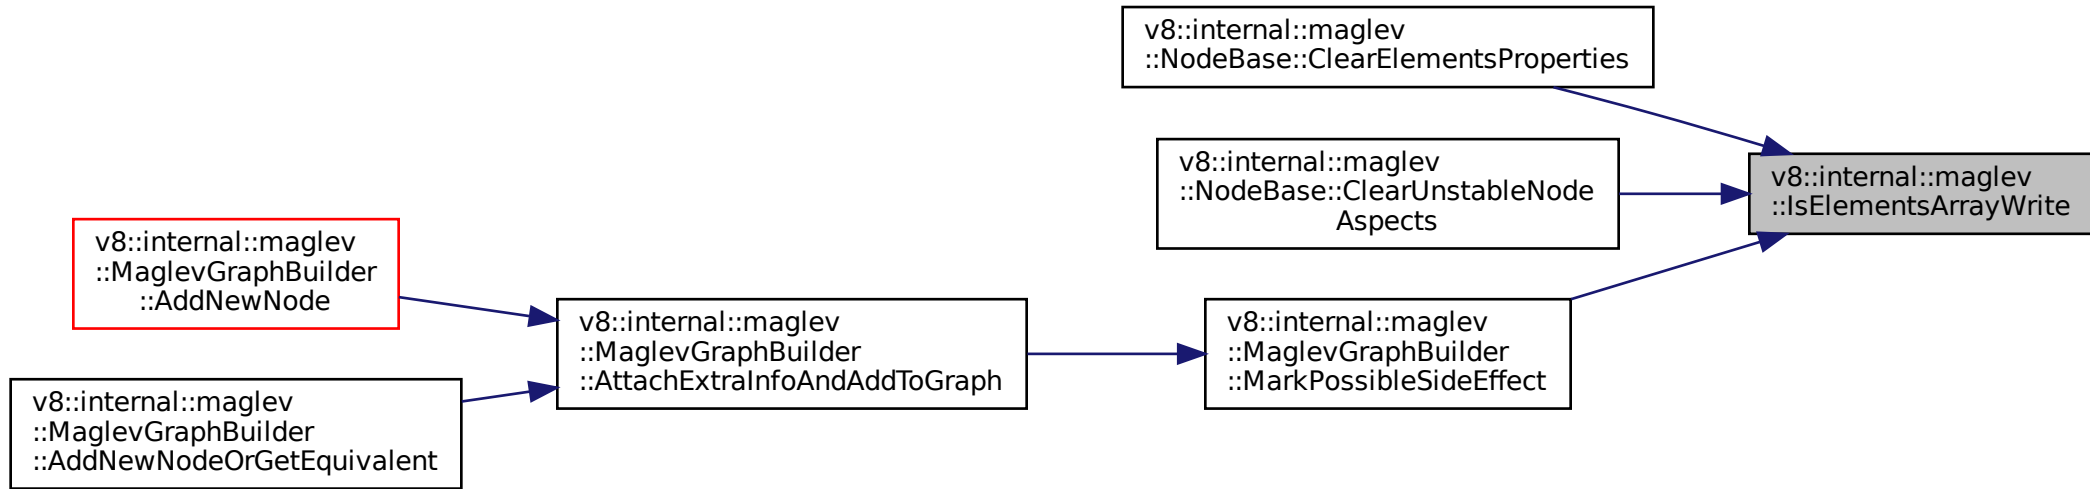 v8::internal::maglev
::NodeBase::ClearElementsProperties
v8::internal::maglev
::NodeBase::ClearUnstableNode
Aspects
v8::internal::maglev
::IsElementsArrayWrite
v8::internal::maglev
::MaglevGraphBuilder
::AddNewNode
v8::internal::maglev
::MaglevGraphBuilder
::AttachExtraInfoAndAddToGraph
v8::internal::maglev
::MaglevGraphBuilder
::MarkPossibleSideEffect
v8::internal::maglev
::MaglevGraphBuilder
::AddNewNodeOrGetEquivalent